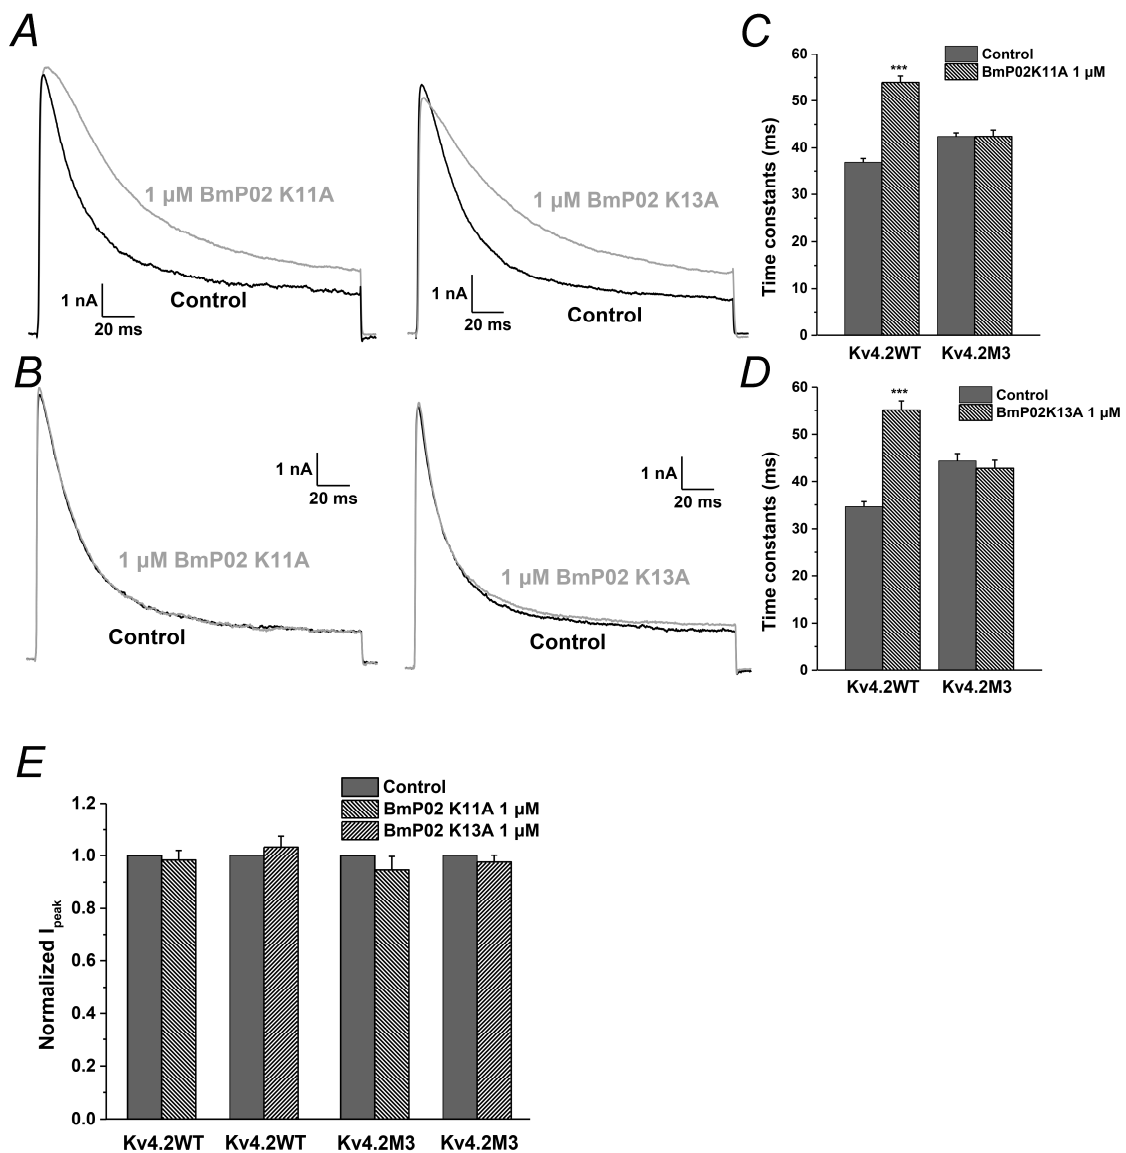 A
1 µM BmP02 K11A
Control
1 nA
20 ms
1 µM BmP02 K13A
Control
1 nA
20 ms
B
1 nA
20 ms
1 µM BmP02 K11A
Control
1 nA
20 ms
1 µM BmP02 K13A
Control
C
Control
BmP02K11A 1 µM
Time constants (ms)
60
50
40
30
20
10
0
***
Kv4.2WT
Kv4.2M3
D
Control
BmP02K13A 1 µM
Time constants (ms)
60
50
40
30
20
10
0
***
Kv4.2WT
Kv4.2M3
E
Control
BmP02 K11A 1 µM
BmP02 K13A 1 µM
Normalized Ipeak
1.2
1.0
0.8
0.6
0.4
0.2
0.0
Kv4.2WT
Kv4.2WT
Kv4.2M3
Kv4.2M3